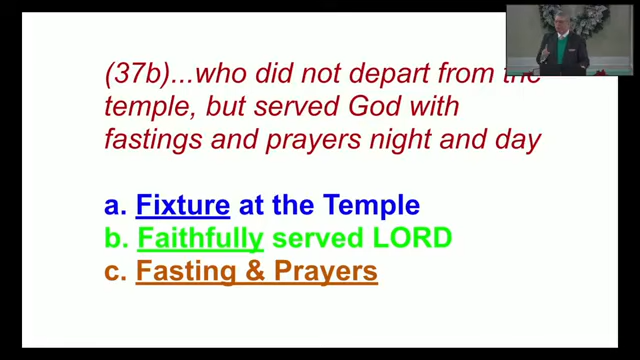 (37b)...who did not depart from the
temple, but served God with
fastings and prayers night and day
a. Fixture at the Temple
b. Faithfully served LORD
c. Fasting & Prayers